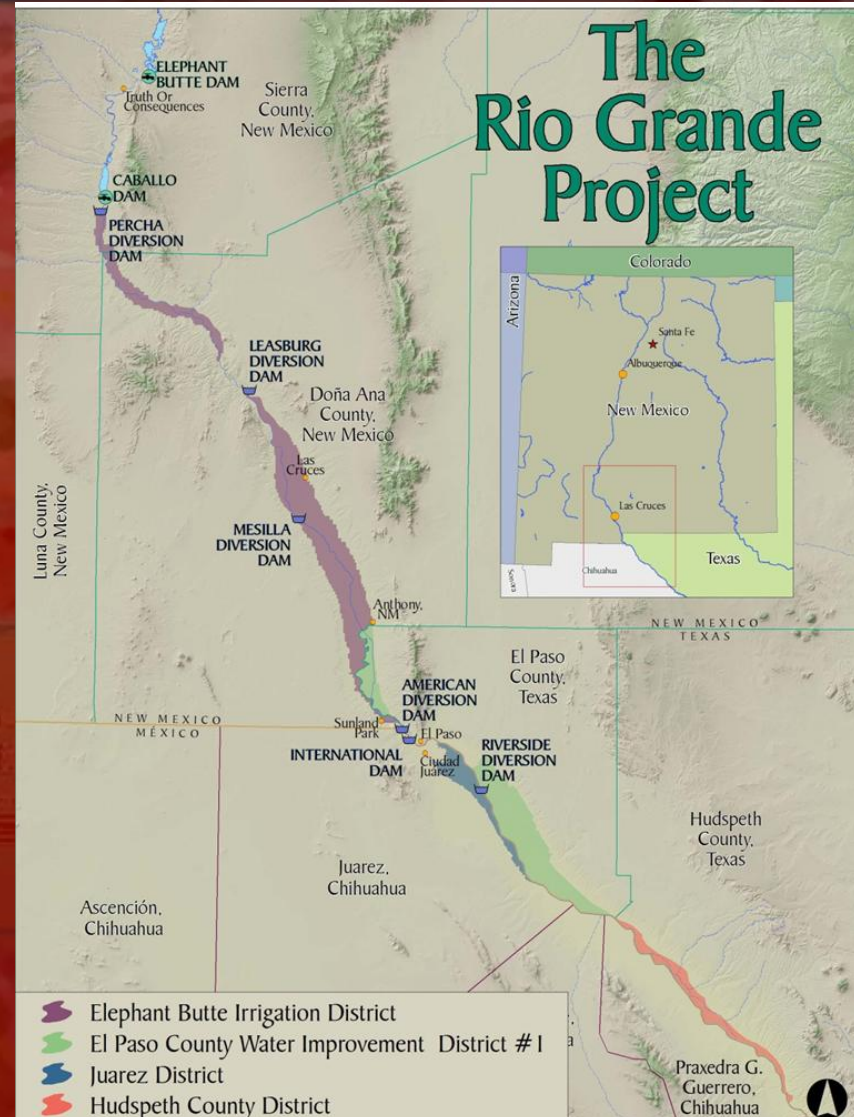 The
Rio Grande
Project
ELEPHANT
BUTTE DAM
Truth Or
Consequences
Sierra
County,
New Mexico
CABALLO
DAM
PERCHA
DIVERSION
DAM
LEASBURG
DIVERSION
DAM
Doña Ana
County,
New Mexico
Las
Cruces
Luna County,
New Mexico
MESILLA
DIVERSION
DAM
Anthony,
NM
Colorado
Arizona
Santa Fe
Albuquerque
New Mexico
Las Cruces
Texas
Chihuahua
NEW MEXICO
TEXAS
El Paso
County,
Texas
AMERICAN
DIVERSION
DAM
NEW MEXICO
MÉXICO
Sunland
Park
El Paso
INTERNATIONAL
DAM
Ciudad
Juárez
RIVERSIDE
DIVERSION
DAM
Hudspeth
County,
Texas
Juarez,
Chihuahua
Ascención,
Chihuahua
Praxedra G.
Guerrero,
Chihuahua
Elephant Butte Irrigation District
El Paso County Water Improvement District #1
Juarez District
Hudspeth County District